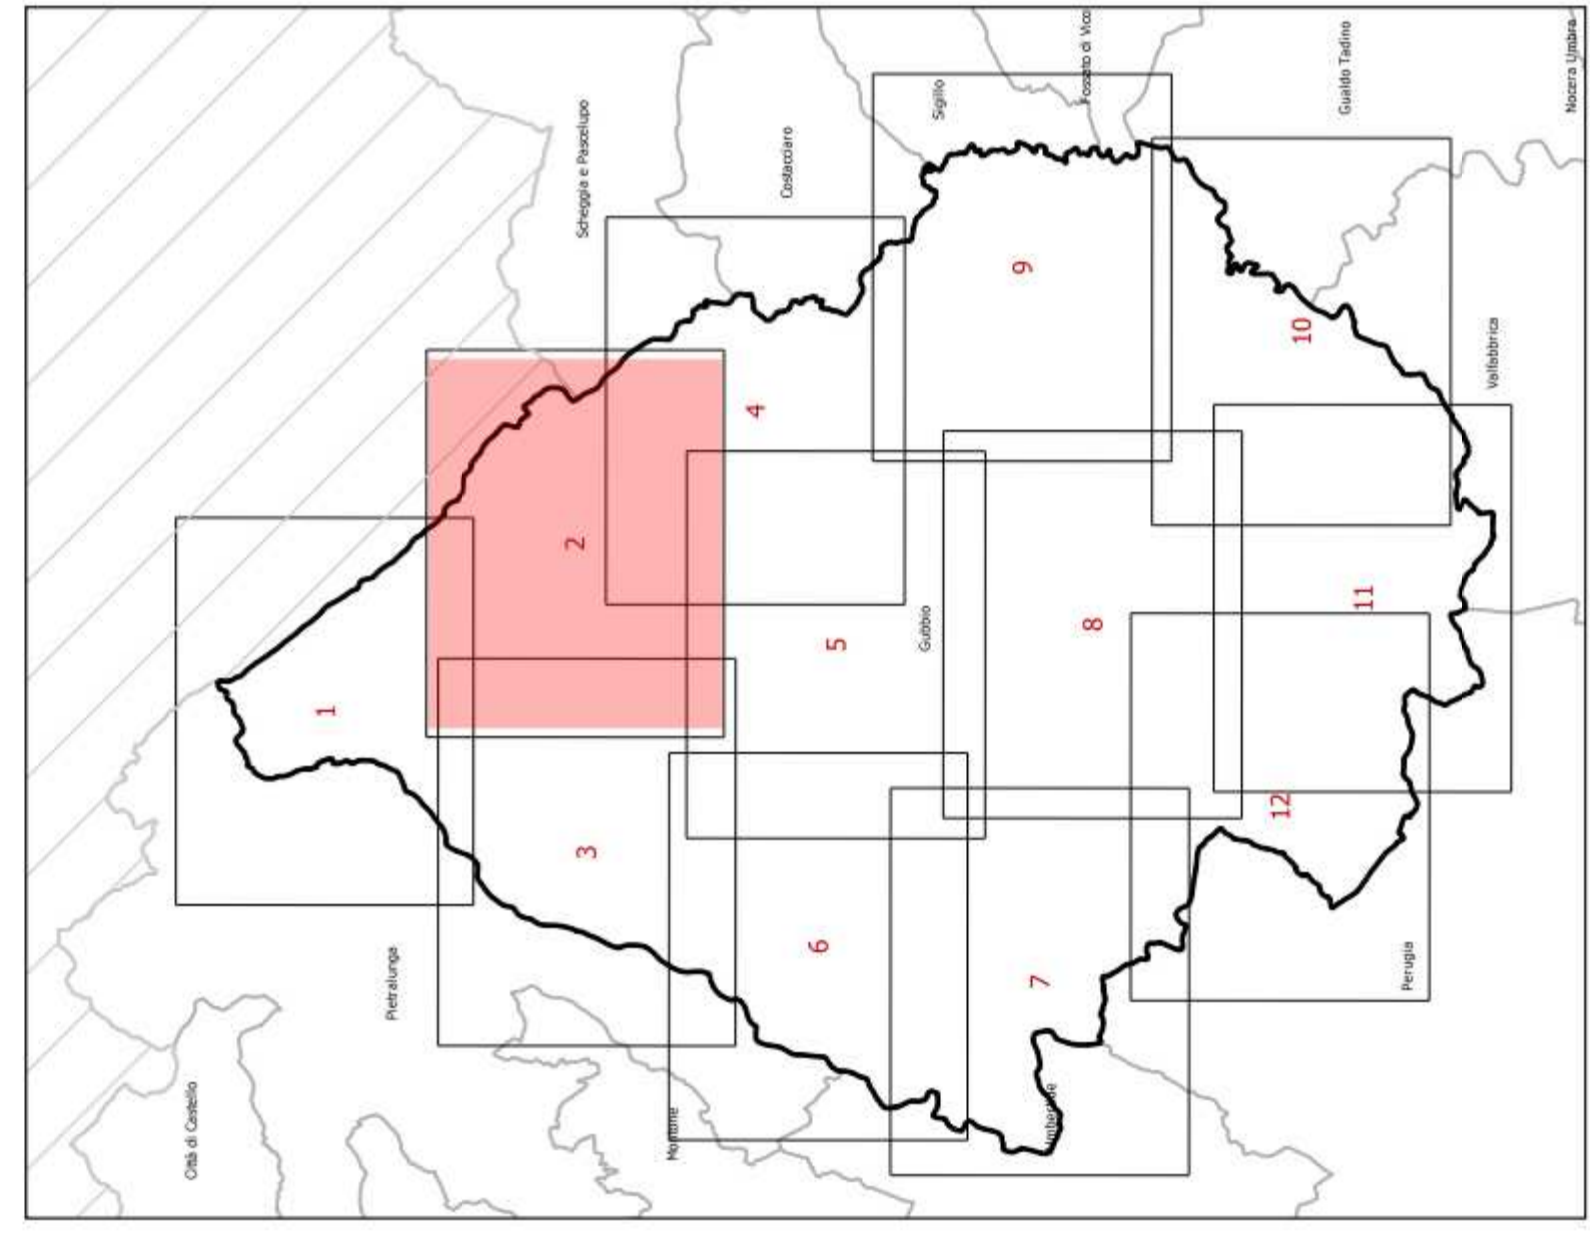 Città di Castello
Pietralunga
Scheggia e Pascelupo
Costacciaro
Sigillo
Fossato di Vico
Gualdo Tadino
Nocera Umbra
Montone
Gubbio
Umbertide
Perugia
Valfabbrica
1
2
3
4
5
6
7
8
9
10
11
12